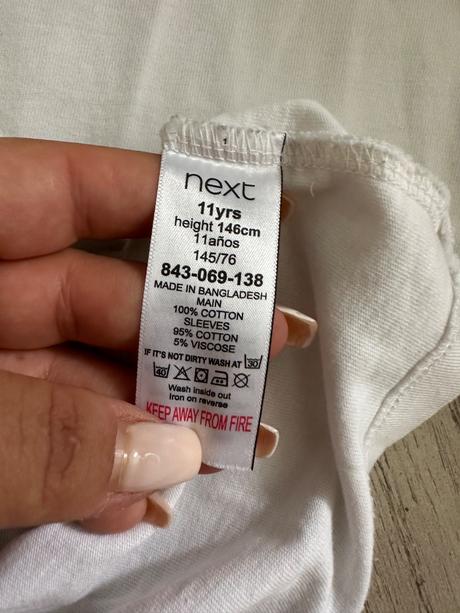 next
11yrs
height 146cm
11años
145/76
843-069-138
MADE IN BANGLADESH
MAIN
100% COTTON
SLEEVES
95% COTTON
5% VISCOSE
IF IT'S NOT DIRTY WASH AT 30
40
Wash inside out
Iron on reverse
KEEP AWAY FROM FIRE